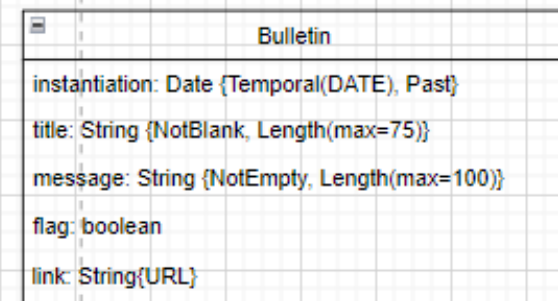 Bulletin
instantiation: Date {Temporal(DATE), Past}
title: String {NotBlank, Length(max=75)}
message: String {NotEmpty, Length(max=100)}
flag: boolean
link: String{URL}